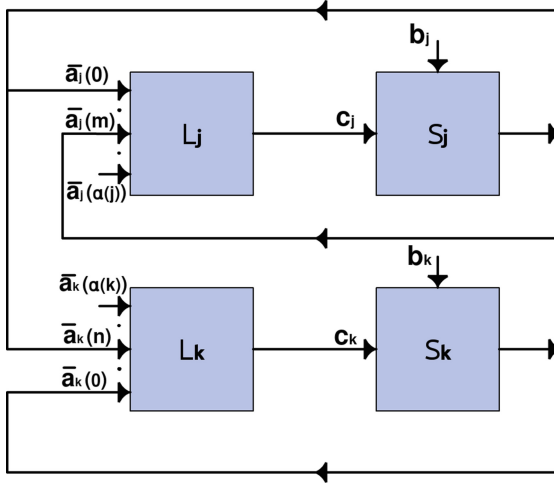 bⱼ
āⱼ(0)
āⱼ(m)
Lj
cⱼ
Sj
āⱼ(α(j))
bₖ
āₖ(α(k))
āₖ(n)
Lk
cₖ
Sk
āₖ(0)